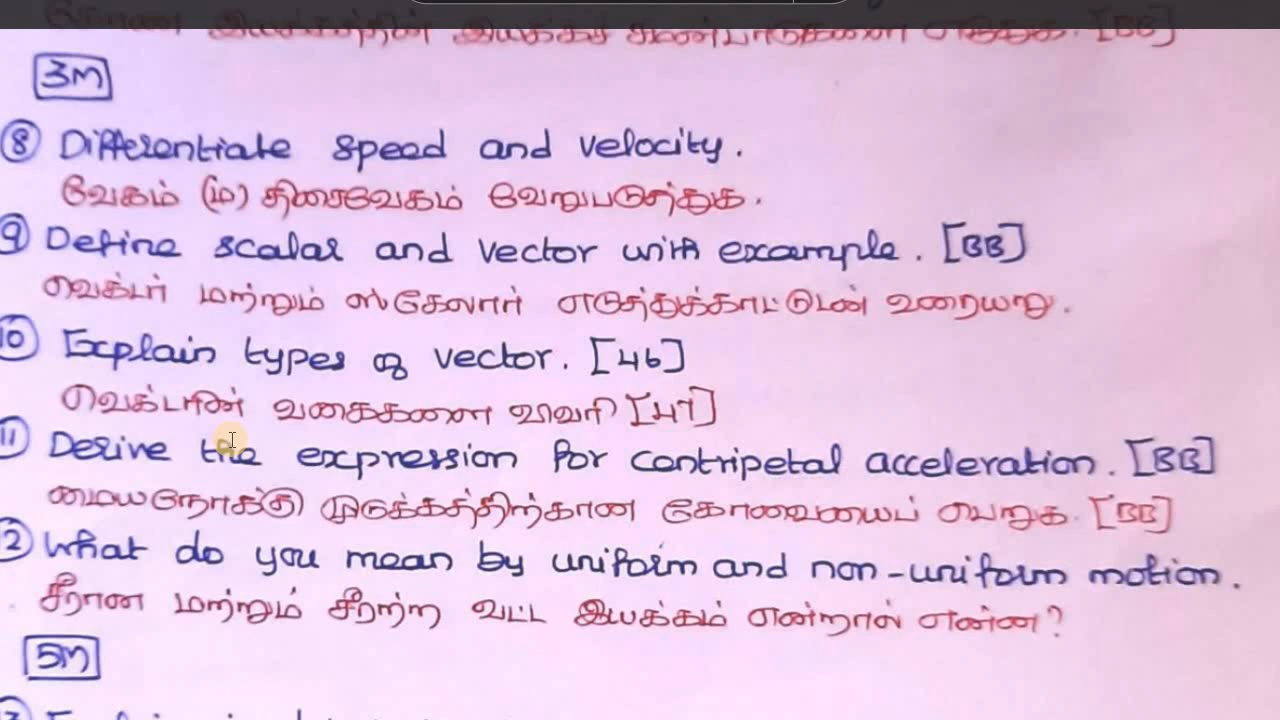 [BB]
3M
⑧ Differentiate speed and velocity.
வேகம் (ம) திசைவேகம் வேறுபடுத்துக.
⑨ Define scalar and vector with example. [BB]
வெக்டர் மற்றும் ஸ்கேலார் எடுத்துக்காட்டுடன் வரையறு.
10 Explain types of vector. [46]
வெக்டரின் வகைகளை விவரி [47]
11 Derive the expression for centripetal acceleration. [BB]
மையநோக்கு முடுக்கத்திற்கான கோவையைப் பெறுக. [BB]
2 What do you mean by uniform and non-uniform motion.
சீரான மற்றும் சீரற்ற வட்ட இயக்கம் என்றால் என்ன?
5M